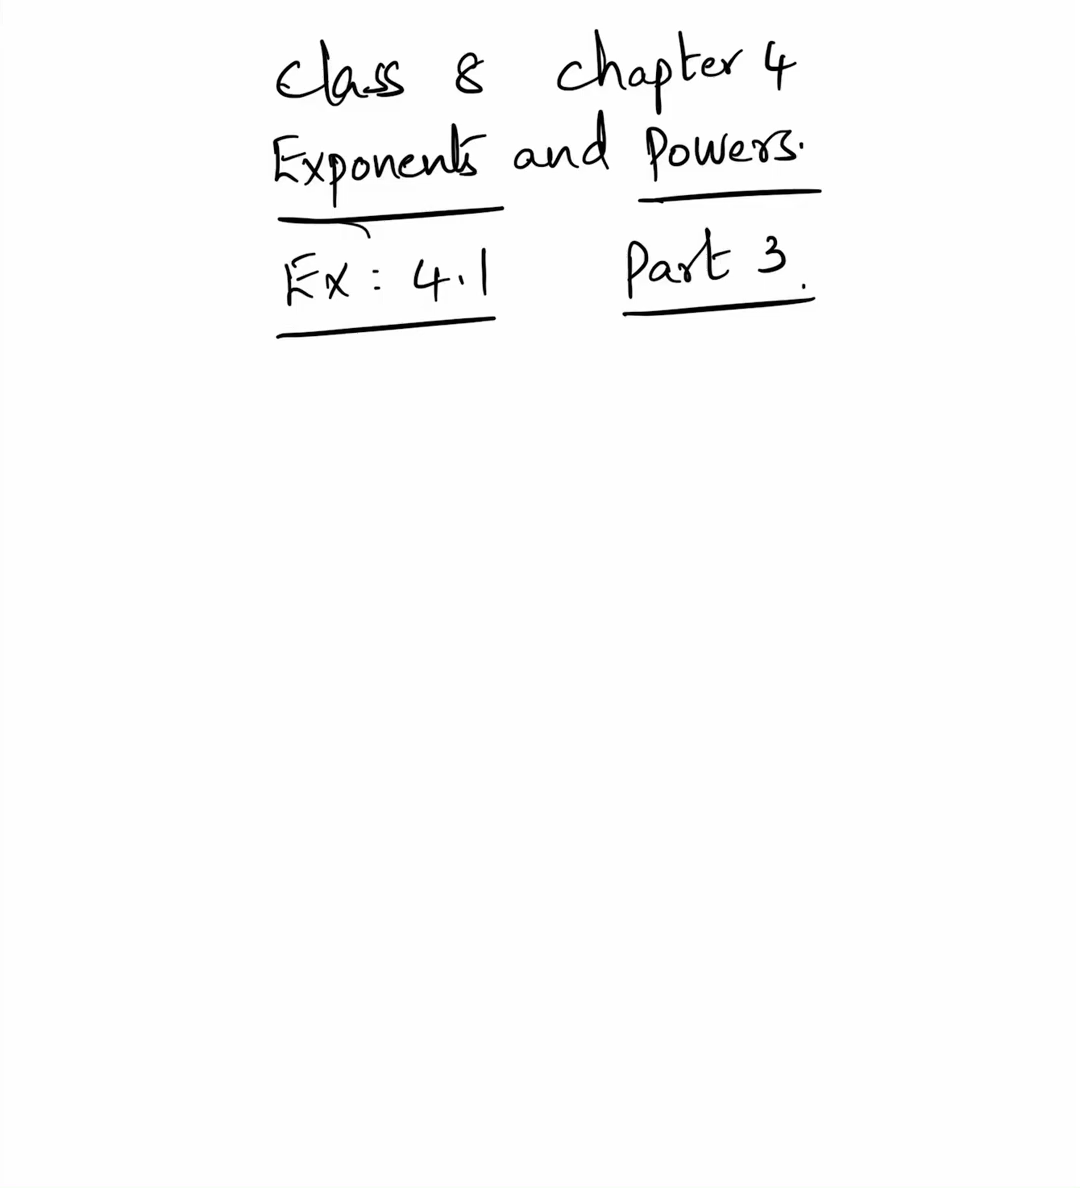 Class 8 Chapter 4
Exponents and Powers.
Ex : 4.1 Part 3.